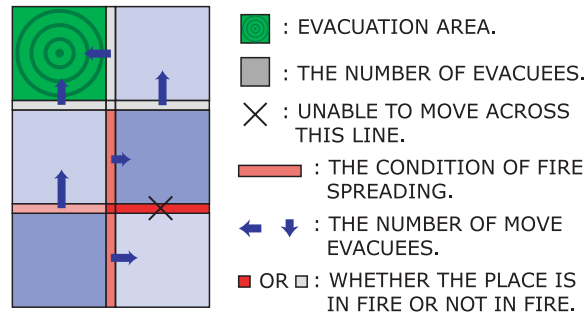 : EVACUATION AREA.
: THE NUMBER OF EVACUEES.
: UNABLE TO MOVE ACROSS
THIS LINE.
: THE CONDITION OF FIRE
SPREADING.
: THE NUMBER OF MOVE
EVACUEES.
OR : WHETHER THE PLACE IS
IN FIRE OR NOT IN FIRE.